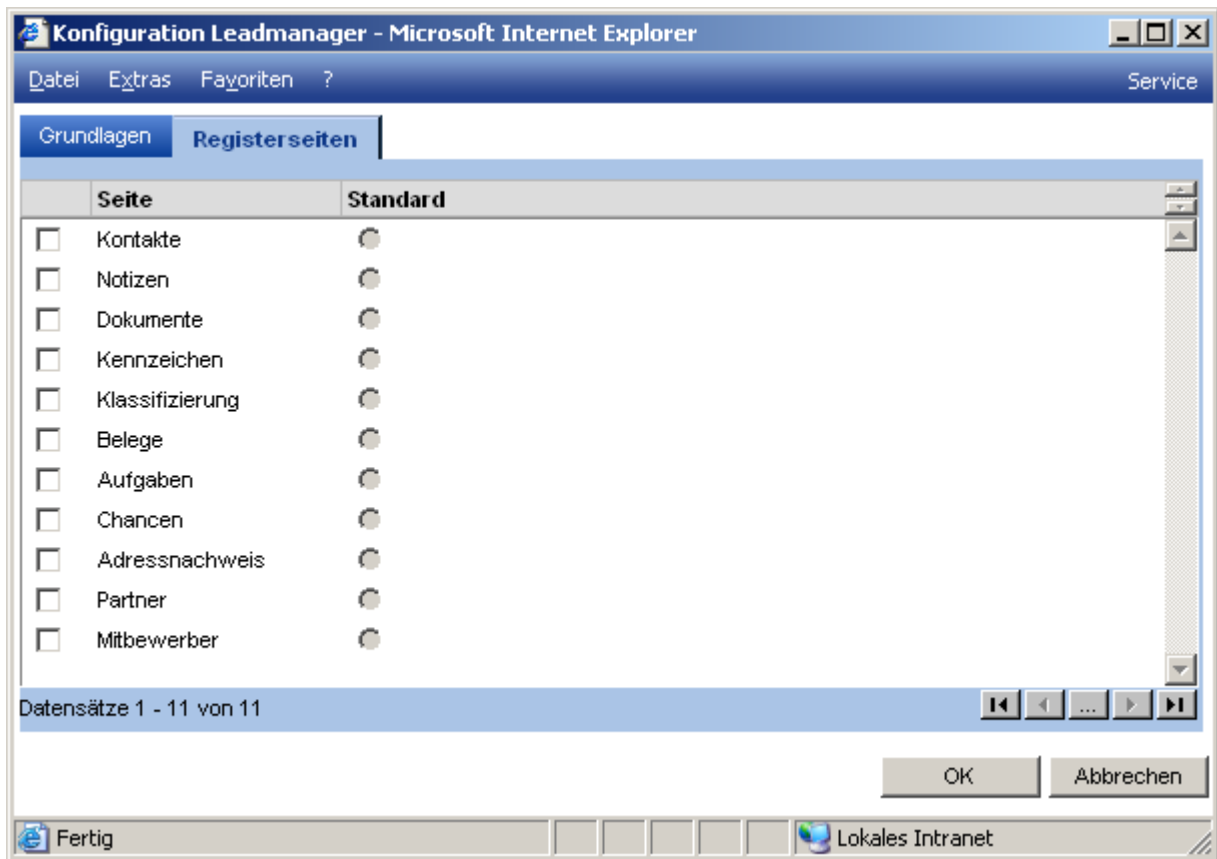 Konfiguration Leadmanager - Microsoft Internet Explorer
Datei Extras Favoriten ? Service
Grundlagen Registerseiten
Seite Standard
Kontakte
Notizen
Dokumente
Kennzeichen
Klassifizierung
Belege
Aufgaben
Chancen
Adressnachweis
Partner
Mitbewerber
Datensätze 1 - 11 von 11 ...
OK Abbrechen
Fertig Lokales Intranet